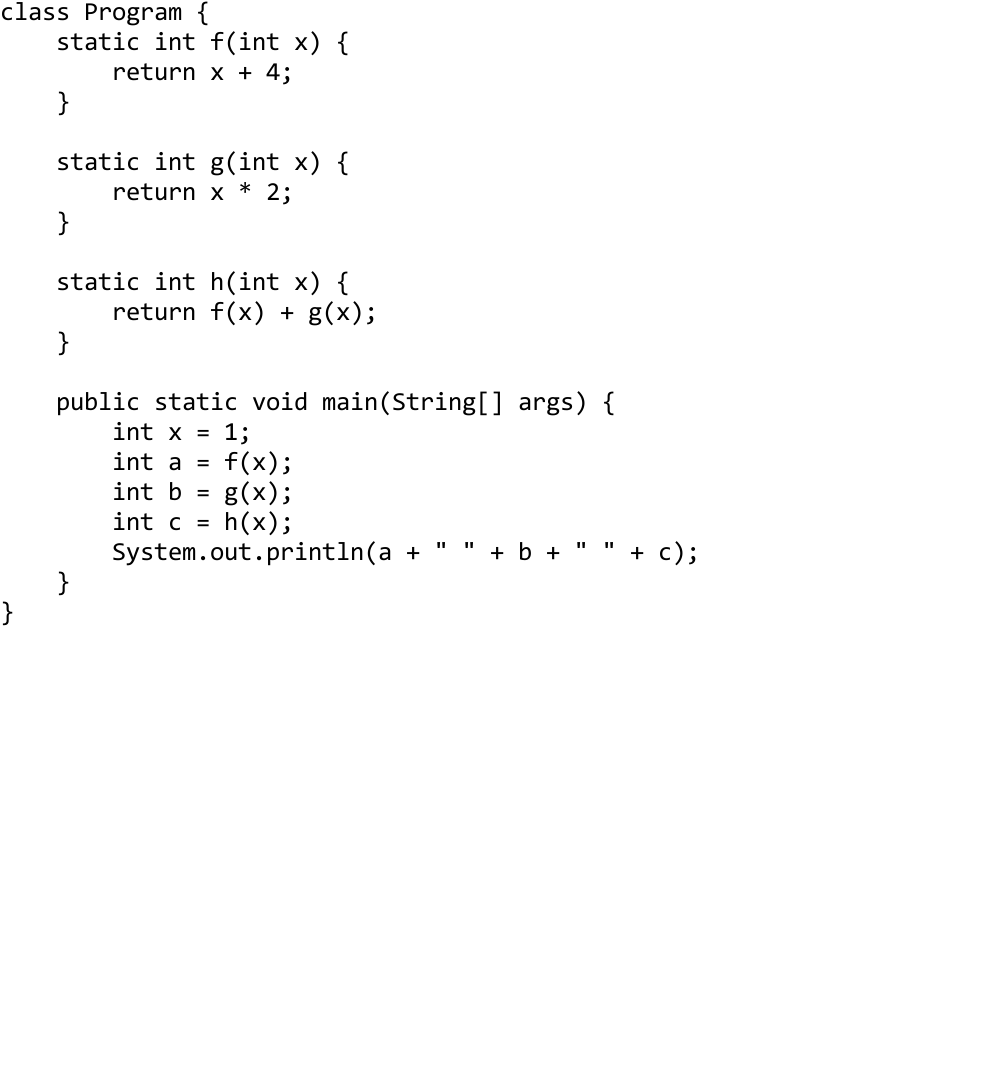 class Program {
    static int f(int x) {
        return x + 4;
    }

    static int g(int x) {
        return x * 2;
    }

    static int h(int x) {
        return f(x) + g(x);
    }

    public static void main(String[] args) {
        int x = 1;
        int a = f(x);
        int b = g(x);
        int c = h(x);
        System.out.println(a + " " + b + " " + c);
    }
}